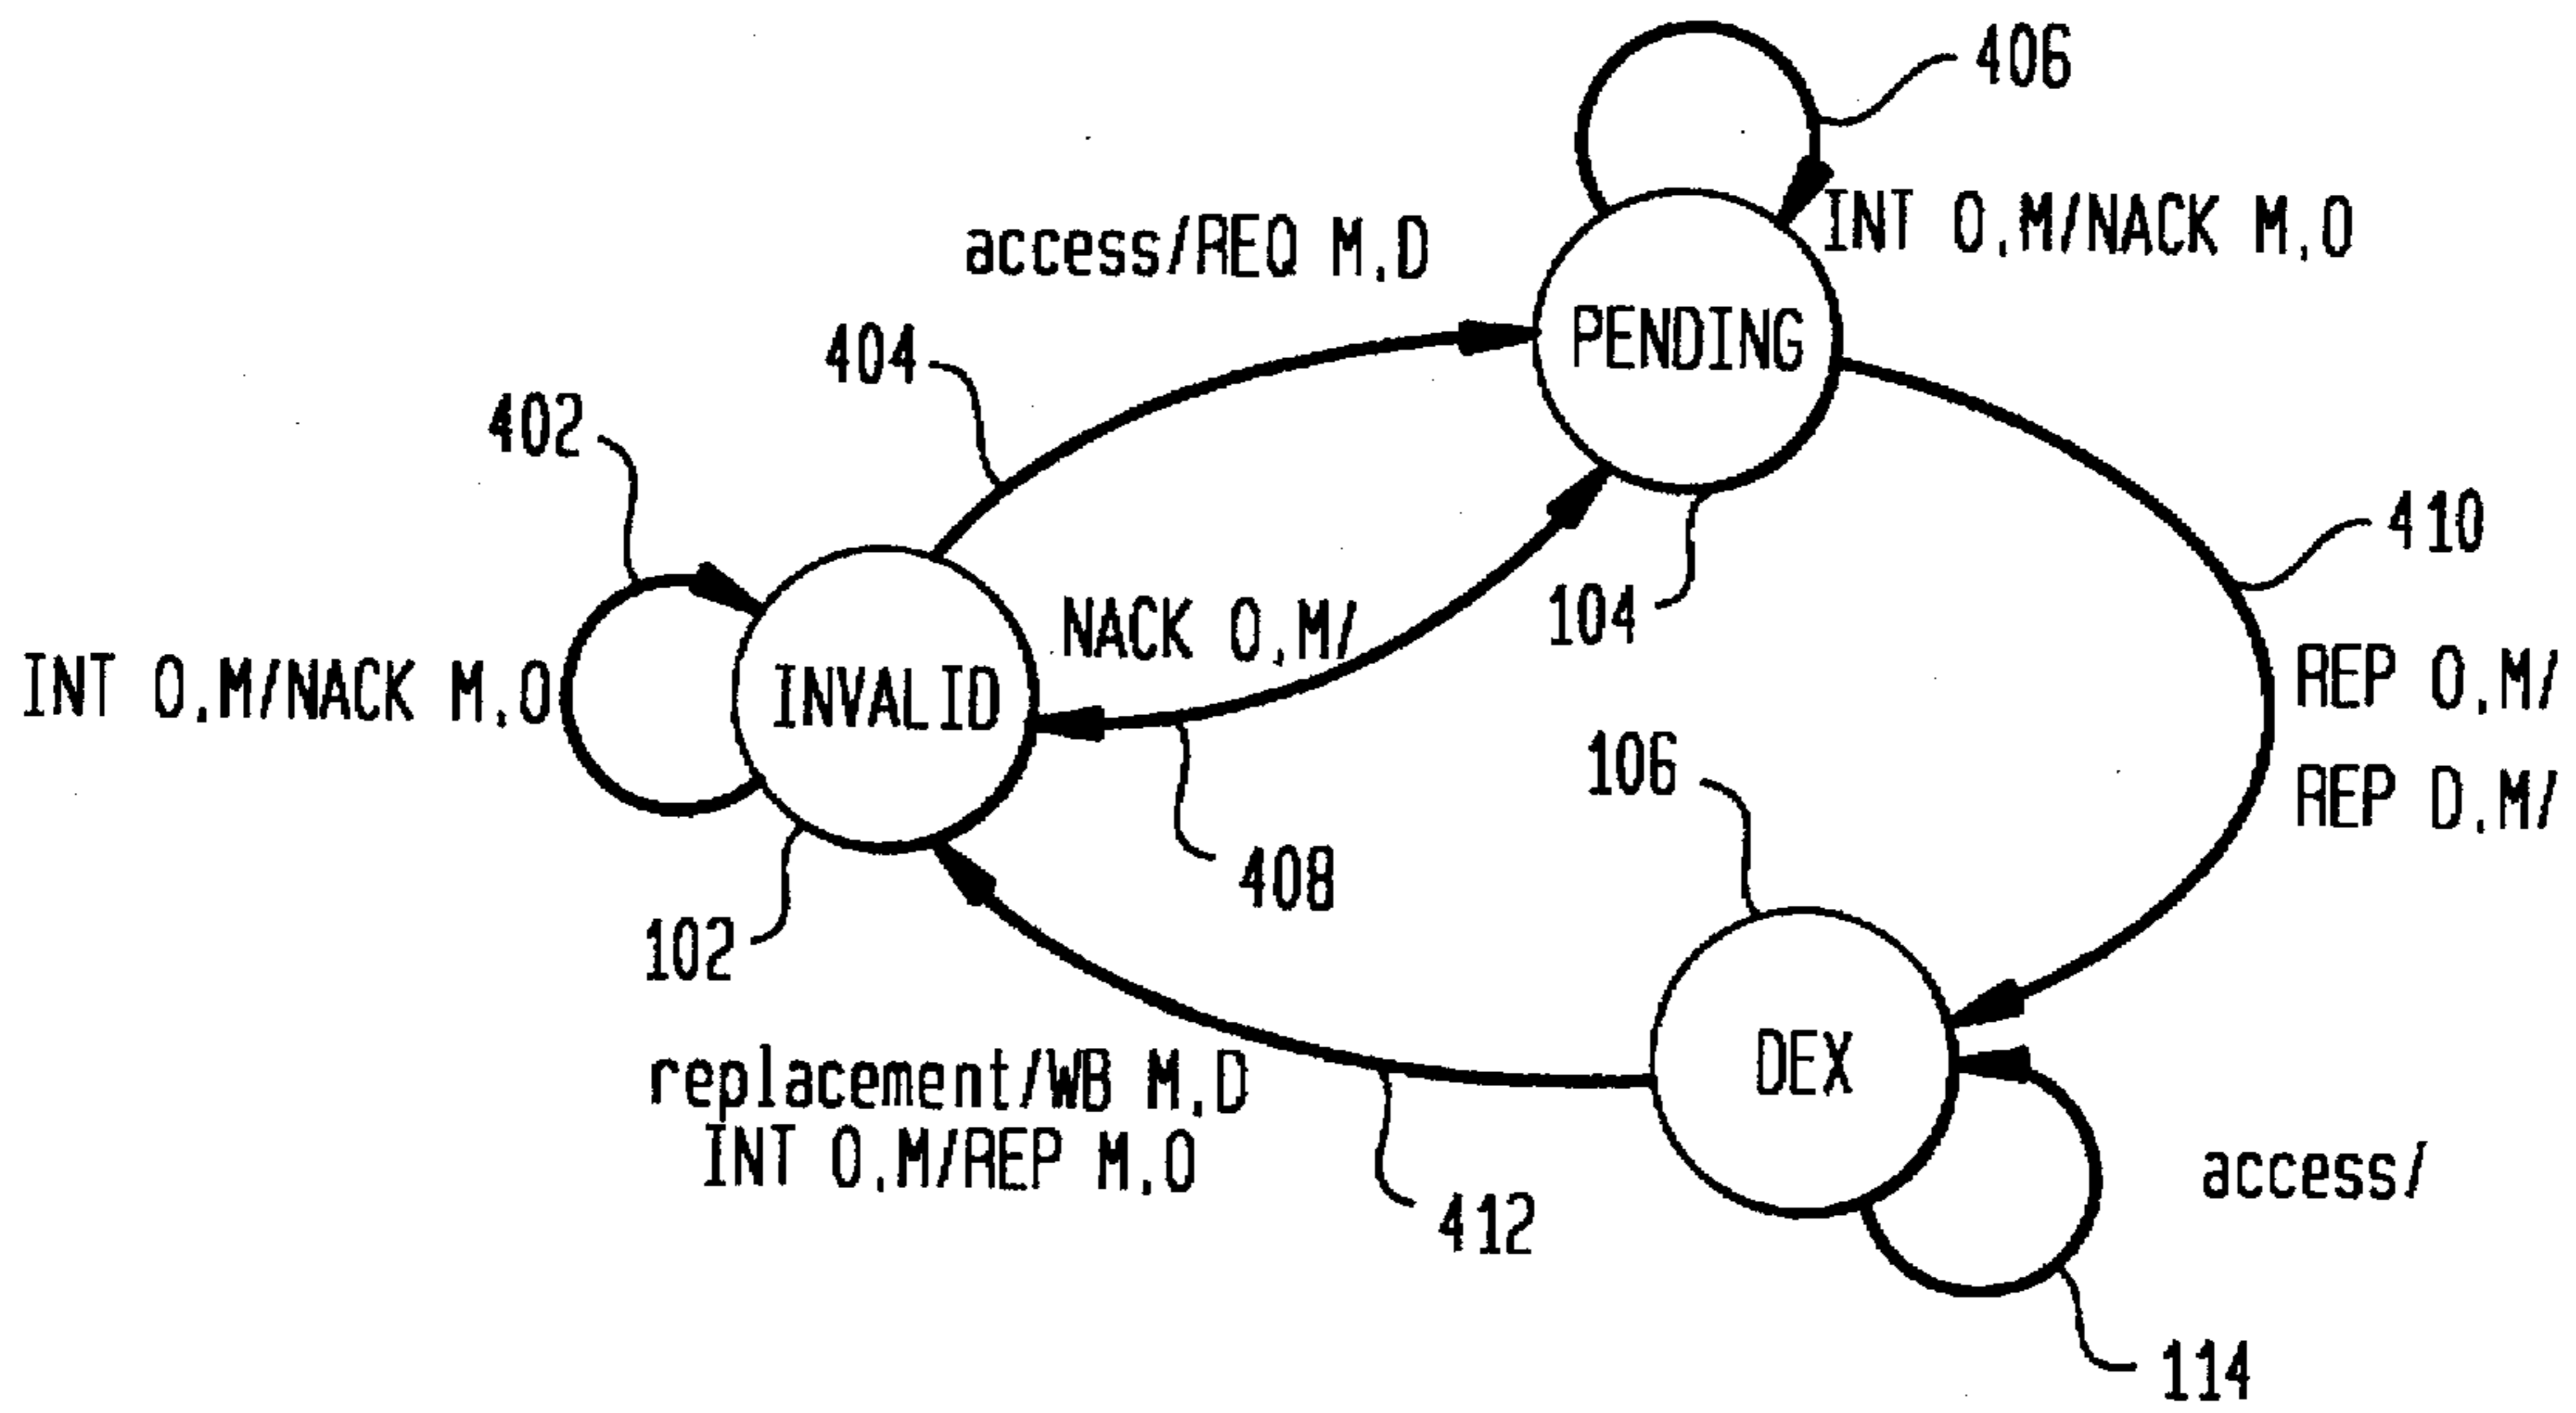 406
INT O,M/NACK M,O
access/REQ M,D
PENDING
404
402
410
104
NACK O,M/
INT O,M/NACK M,O
INVALID
REP O,M/
REP D,M/
106
408
102
DEX
replacement/WB M,D
INT O,M/REP M,O
access/
412
114